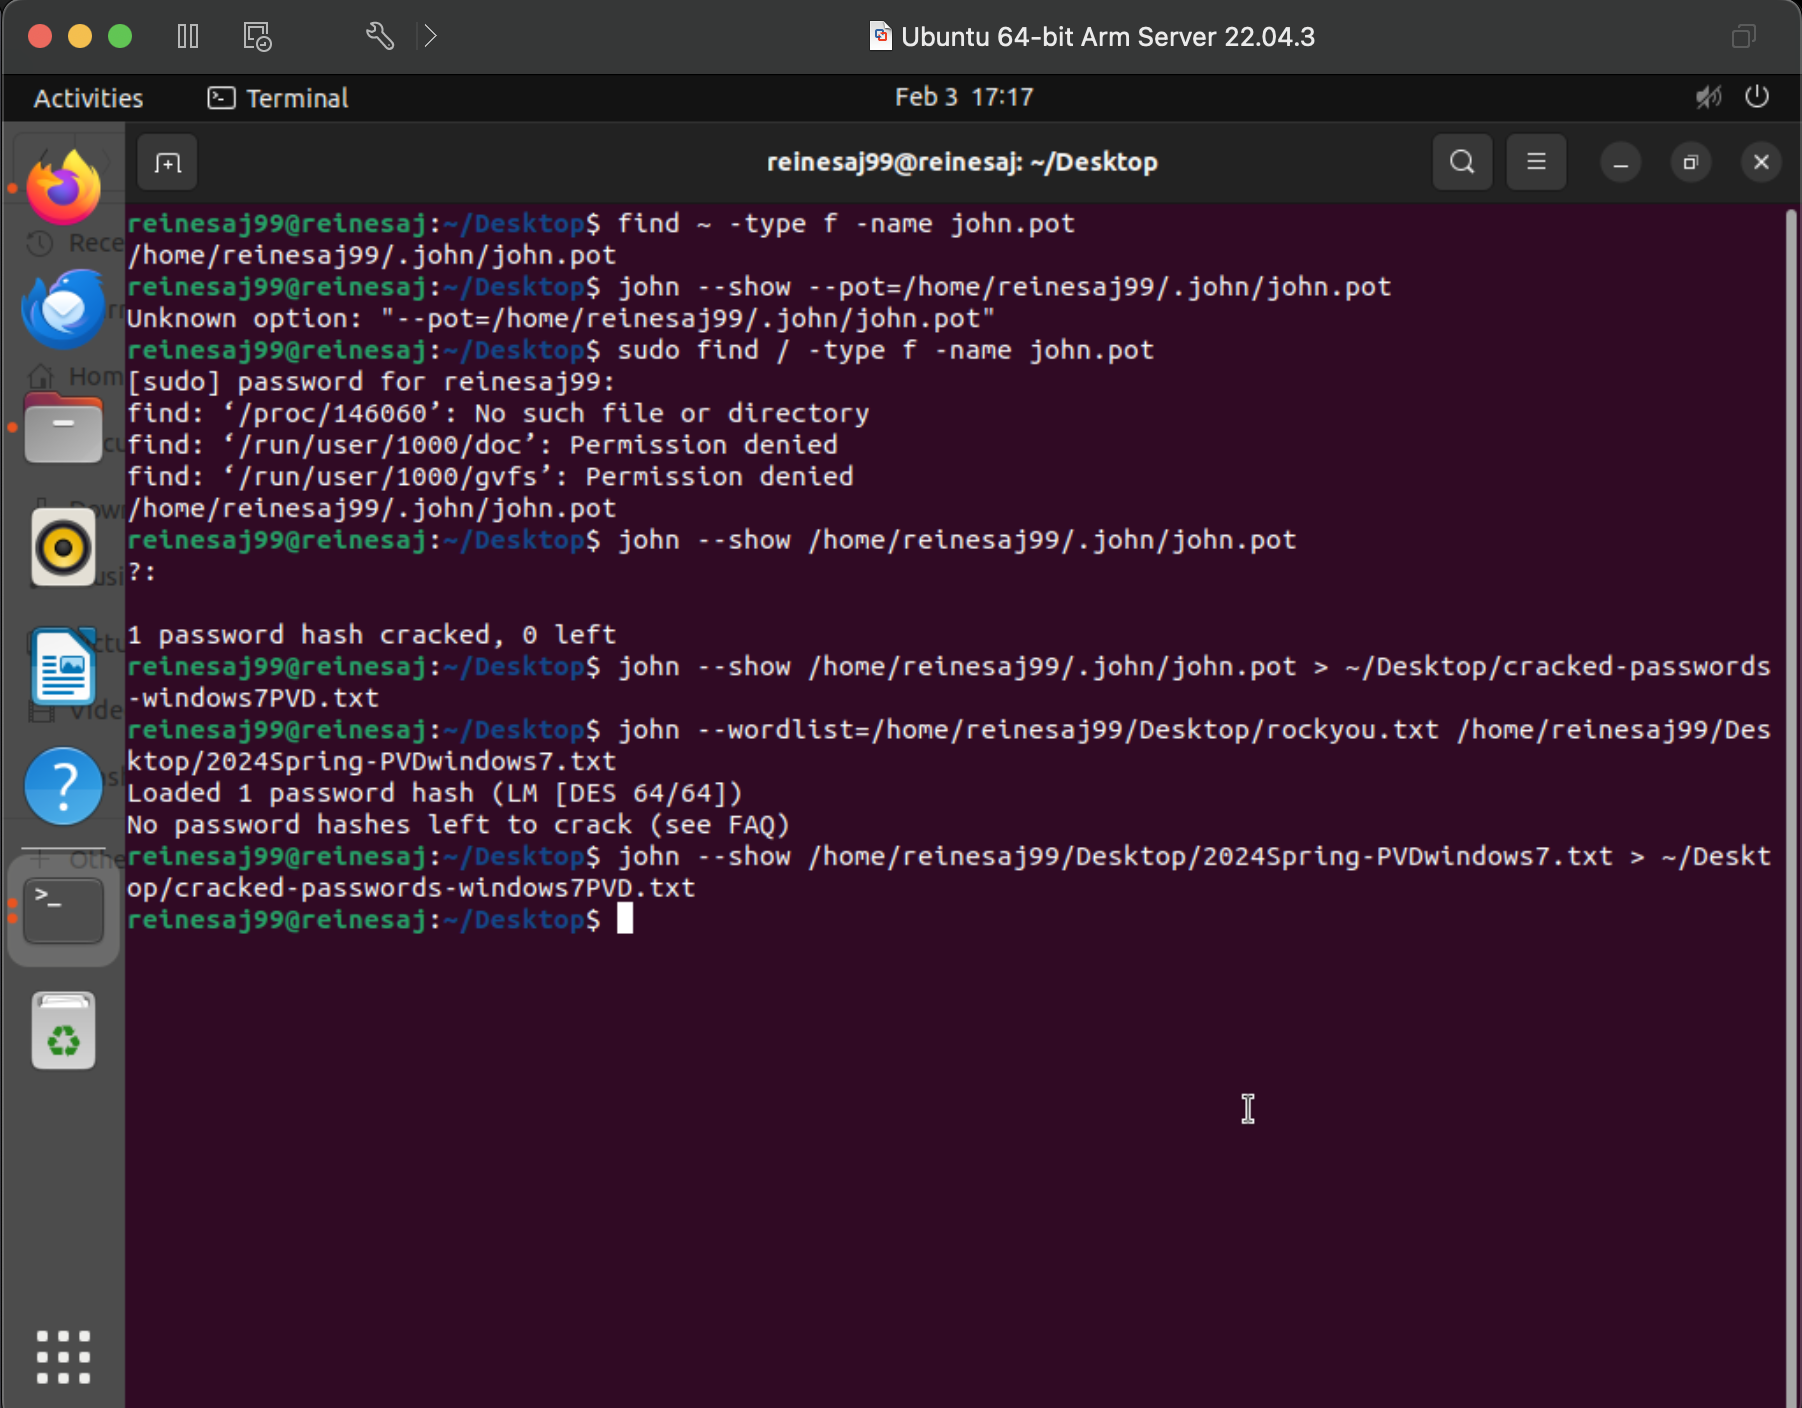 Ubuntu 64-bit Arm Server 22.04.3
Activities
Terminal
Feb 3 17:17
reinesaj99@reinesaj: ~/Desktop
reinesaj99@reinesaj:~/Desktop$ find ~ -type f -name john.pot
/home/reinesaj99/.john/john.pot
reinesaj99@reinesaj:~/Desktop$ john --show --pot=/home/reinesaj99/.john/john.pot
Unknown option: "--pot=/home/reinesaj99/.john/john.pot"
reinesaj99@reinesaj:~/Desktop$ sudo find / -type f -name john.pot
[sudo] password for reinesaj99:
find: ‘/proc/146060’: No such file or directory
find: ‘/run/user/1000/doc’: Permission denied
find: ‘/run/user/1000/gvfs’: Permission denied
/home/reinesaj99/.john/john.pot
reinesaj99@reinesaj:~/Desktop$ john --show /home/reinesaj99/.john/john.pot
?:
1 password hash cracked, 0 left
reinesaj99@reinesaj:~/Desktop$ john --show /home/reinesaj99/.john/john.pot > ~/Desktop/cracked-passwords
-windows7PVD.txt
reinesaj99@reinesaj:~/Desktop$ john --wordlist=/home/reinesaj99/Desktop/rockyou.txt /home/reinesaj99/Des
ktop/2024Spring-PVDwindows7.txt
Loaded 1 password hash (LM [DES 64/64])
No password hashes left to crack (see FAQ)
reinesaj99@reinesaj:~/Desktop$ john --show /home/reinesaj99/Desktop/2024Spring-PVDwindows7.txt > ~/Deskt
op/cracked-passwords-windows7PVD.txt
reinesaj99@reinesaj:~/Desktop$
Rece
Hom
Vide
Othe